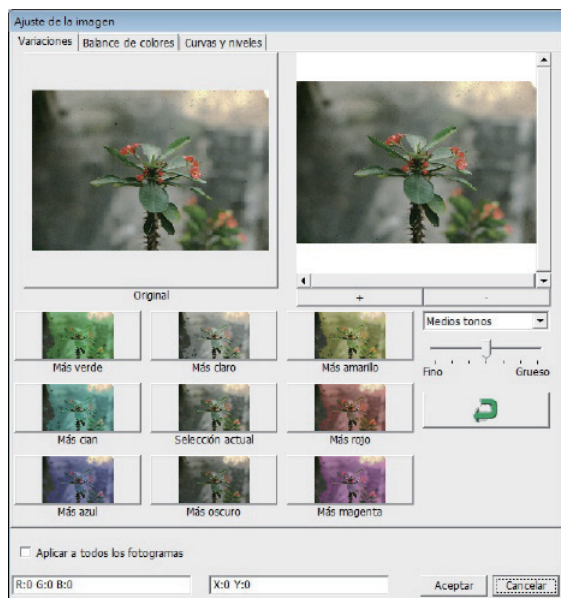 Ajuste de la imagen
Variaciones Balance de colores Curvas y niveles
Original
+ -
Medios tonos
Fino Grueso
Más verde Más claro Más amarillo
Más cian Selección actual Más rojo
Más azul Más oscuro Más magenta
Aplicar a todos los fotogramas
R:0 G:0 B:0 X:0 Y:0 Aceptar Cancelar